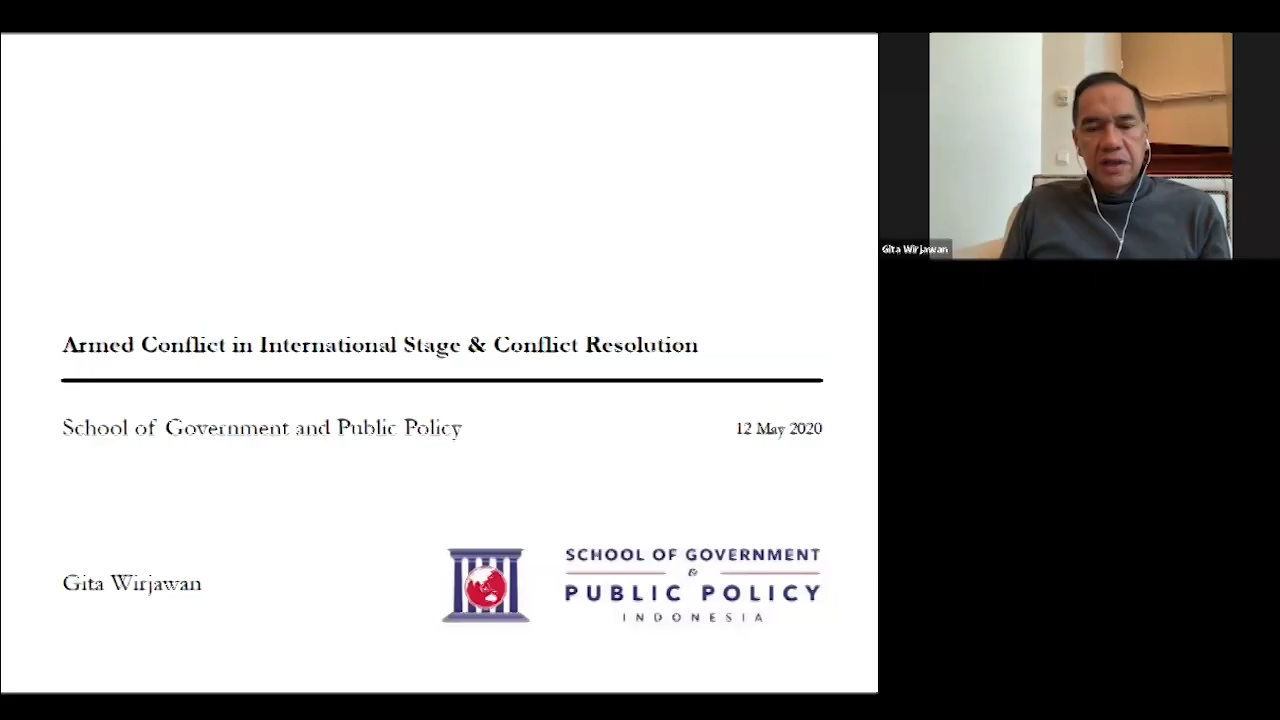 Armed Conflict in International Stage & Conflict Resolution
School of Government and Public Policy
12 May 2020
Gita Wirjawan
SCHOOL OF GOVERNMENT
&
PUBLIC POLICY
INDONESIA
Gita Wirjawan